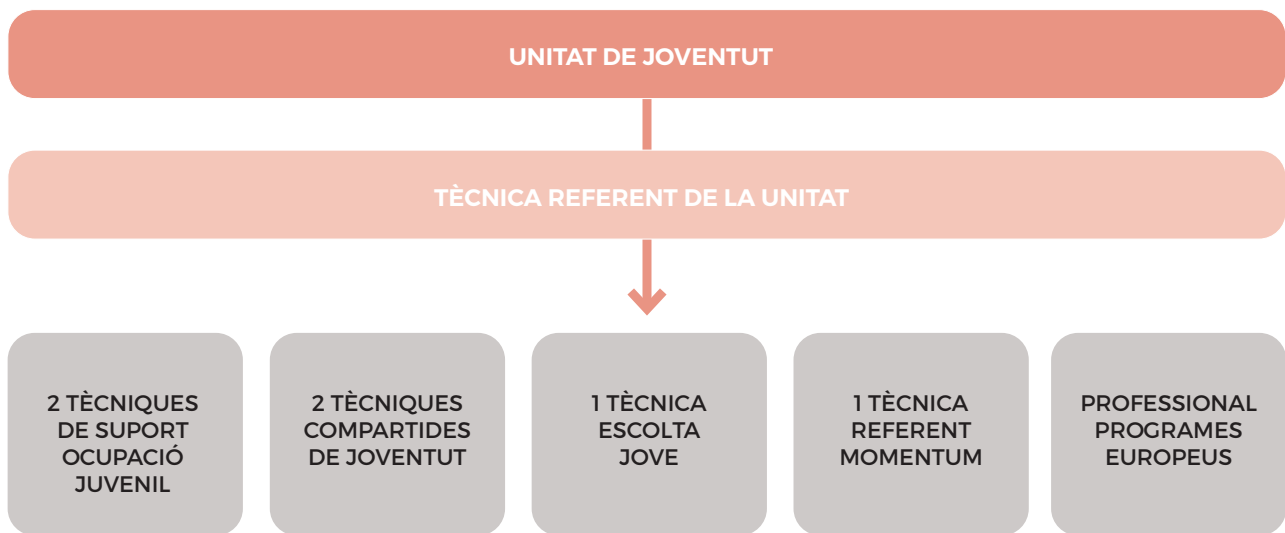 UNITAT DE JOVENTUT
TÈCNICA REFERENT DE LA UNITAT
2 TÈCNIQUES
DE SUPORT
OCUPACIÓ
JUVENIL
2 TÈCNIQUES
COMPARTIDES
DE JOVENTUT
1 TÈCNICA
ESCOLTA
JOVE
1 TÈCNICA
REFERENT
MOMENTUM
PROFESSIONAL
PROGRAMES
EUROPEUS